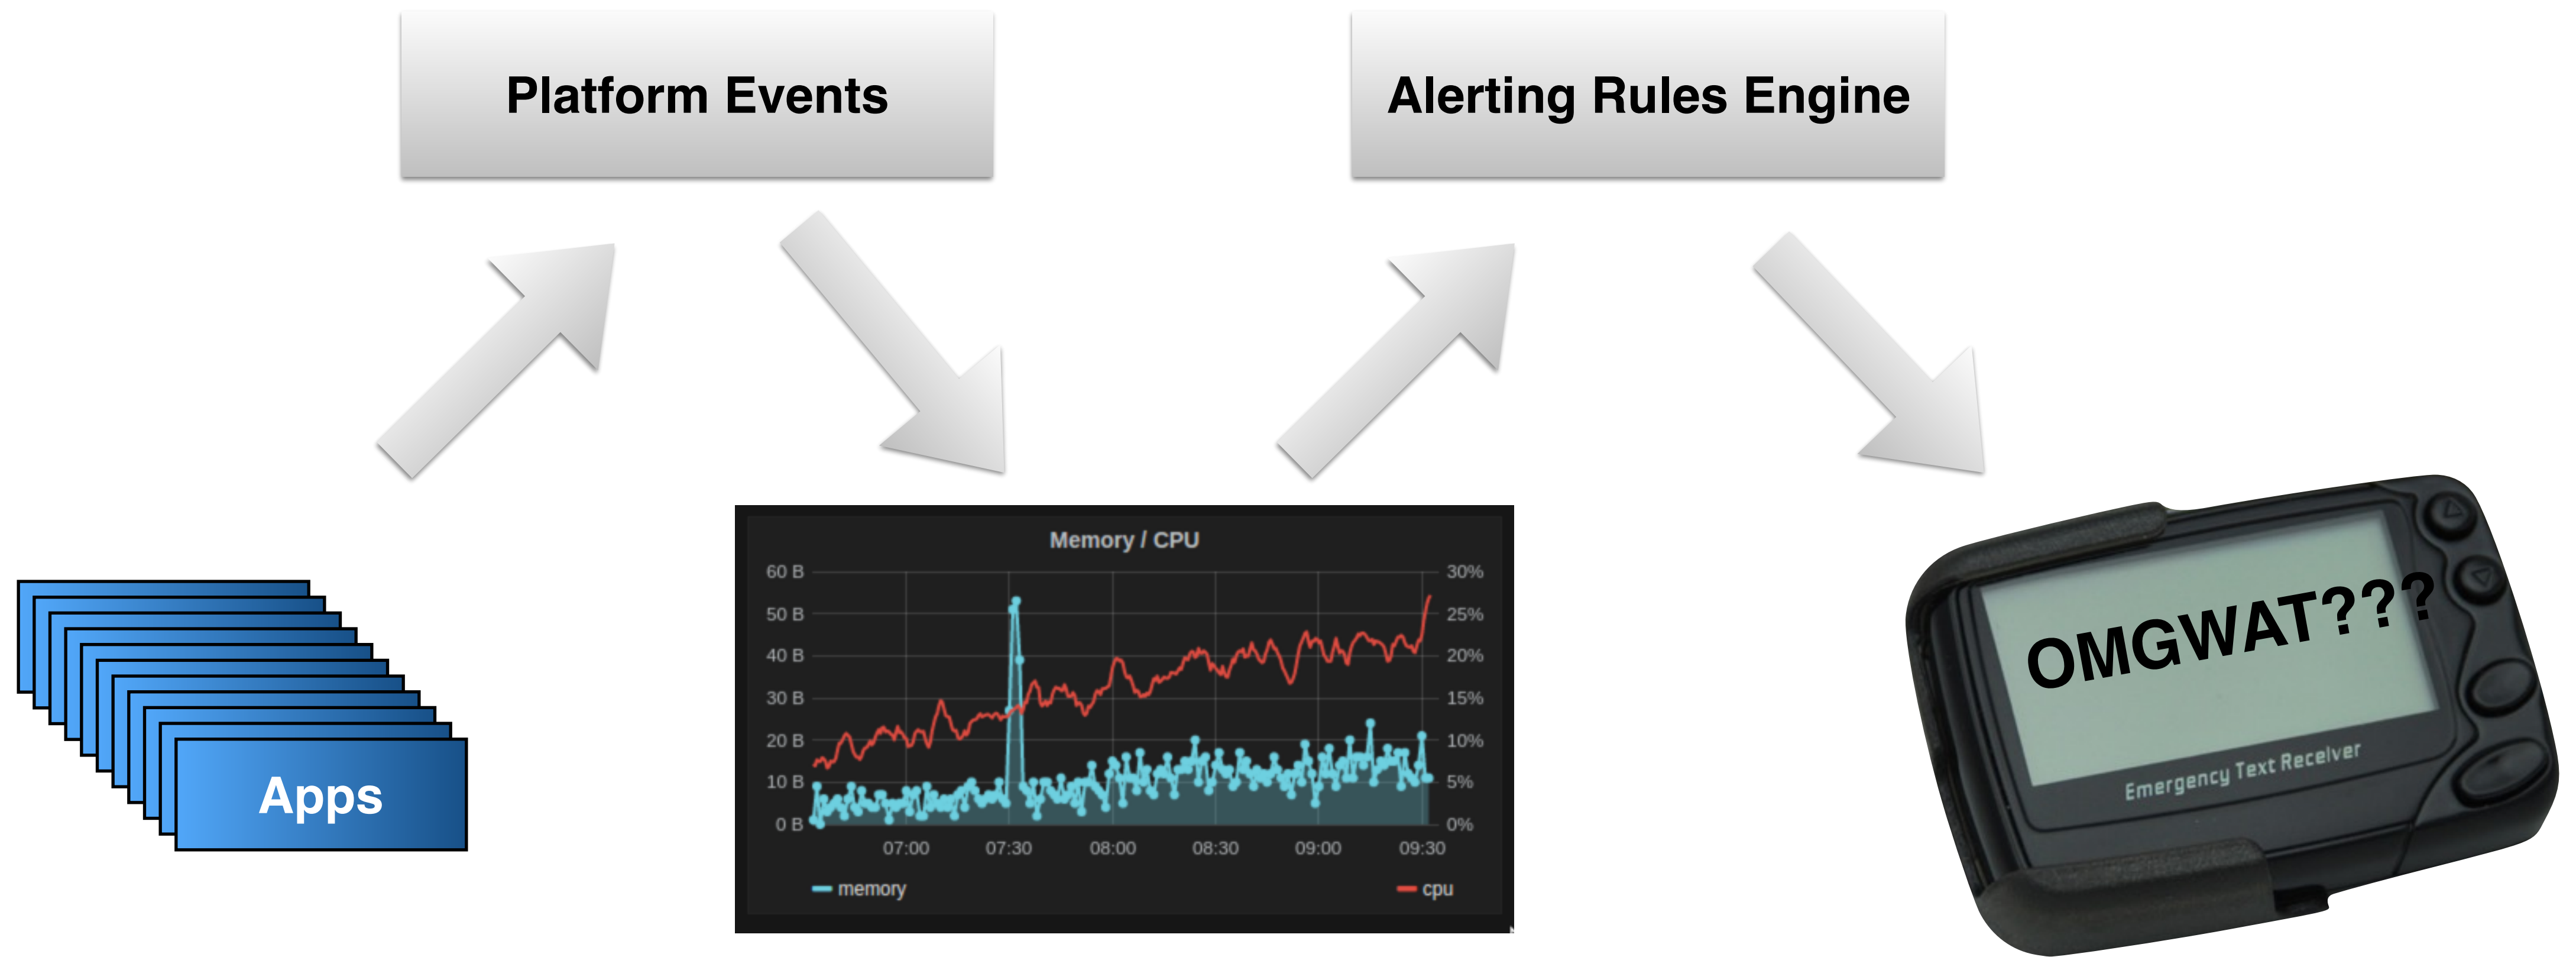 Platform Events
Alerting Rules Engine
Apps
Memory / CPU
60 B
50 B
40 B
30 B
20 B
10 B
0 B
30%
25%
20%
15%
10%
5%
0%
07:00 07:30 08:00 08:30 09:00 09:30
memory cpu
OMGWAT???
Emergency Text Receiver